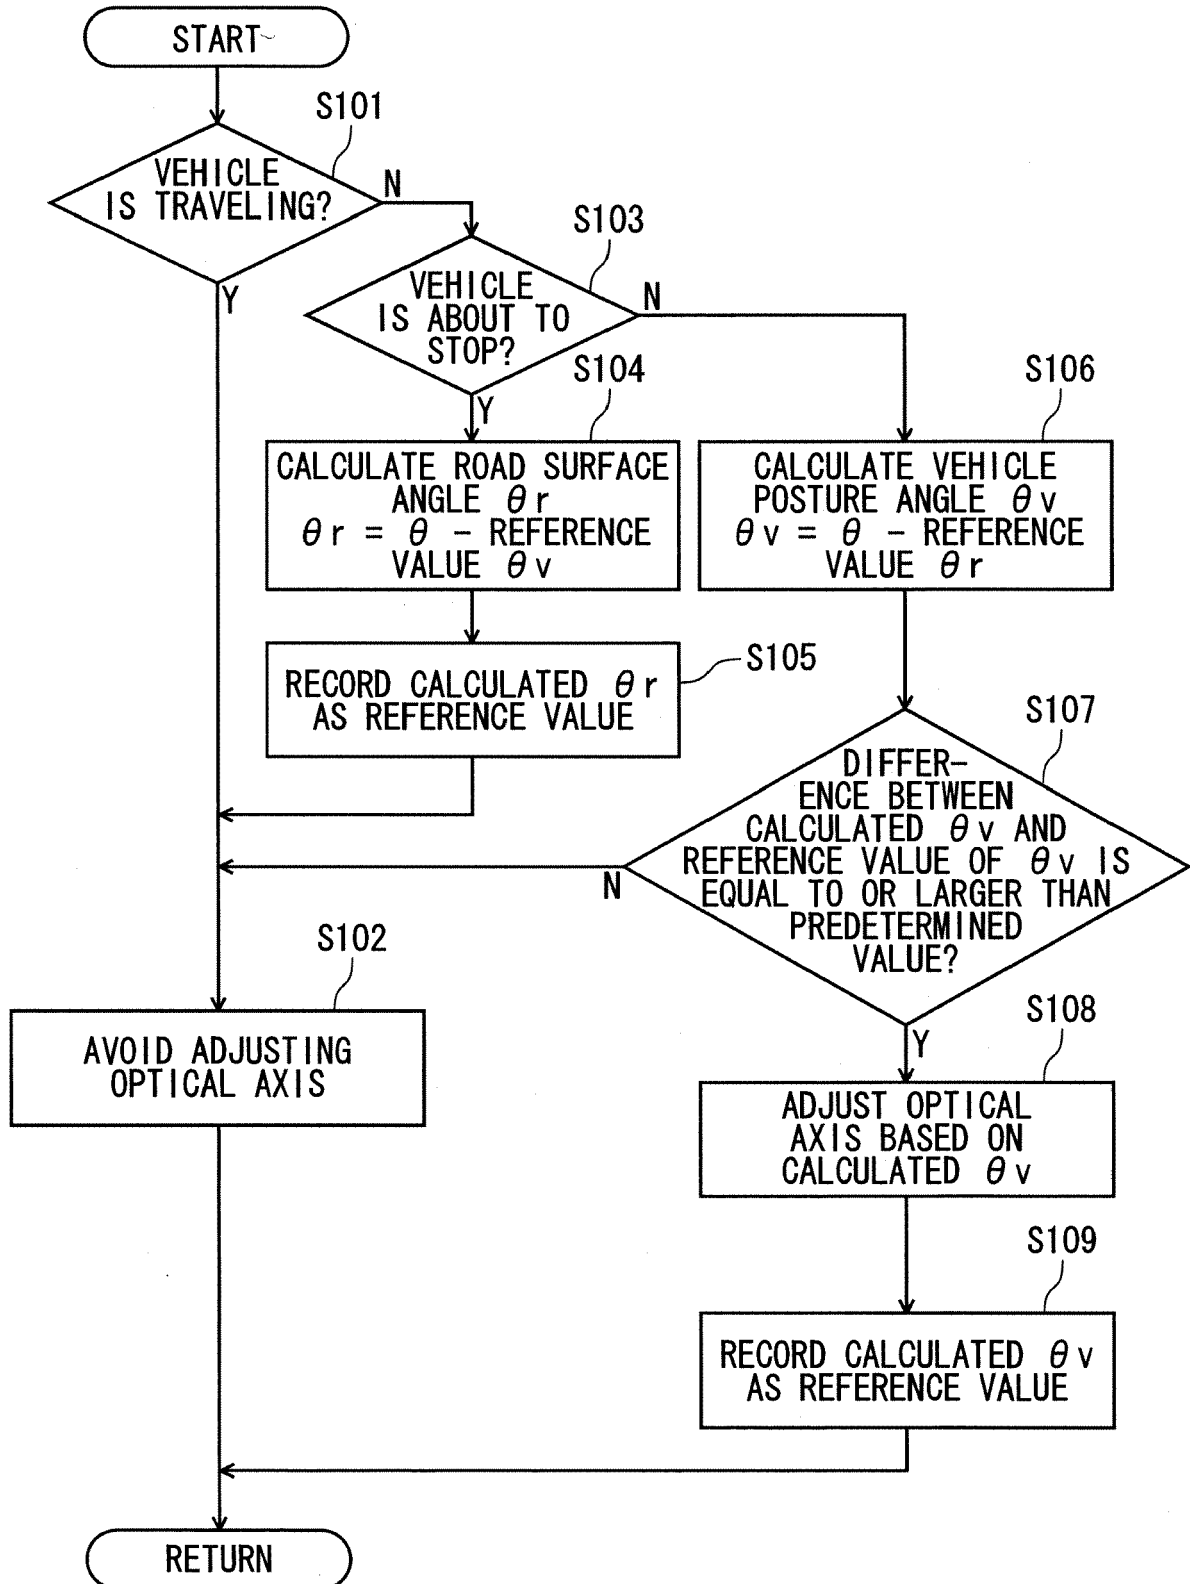 START
S101
VEHICLE
IS TRAVELING?
N
Y
S103
VEHICLE
IS ABOUT TO
STOP?
N
Y
S104
CALCULATE ROAD SURFACE
ANGLE θr
θr = θ - REFERENCE
VALUE θv
S106
CALCULATE VEHICLE
POSTURE ANGLE θv
θv = θ - REFERENCE
VALUE θr
S105
RECORD CALCULATED θr
AS REFERENCE VALUE
S107
DIFFER-
ENCE BETWEEN
CALCULATED θv AND
REFERENCE VALUE OF θv IS
EQUAL TO OR LARGER THAN
PREDETERMINED
VALUE?
N
Y
S102
AVOID ADJUSTING
OPTICAL AXIS
S108
ADJUST OPTICAL
AXIS BASED ON
CALCULATED θv
S109
RECORD CALCULATED θv
AS REFERENCE VALUE
RETURN